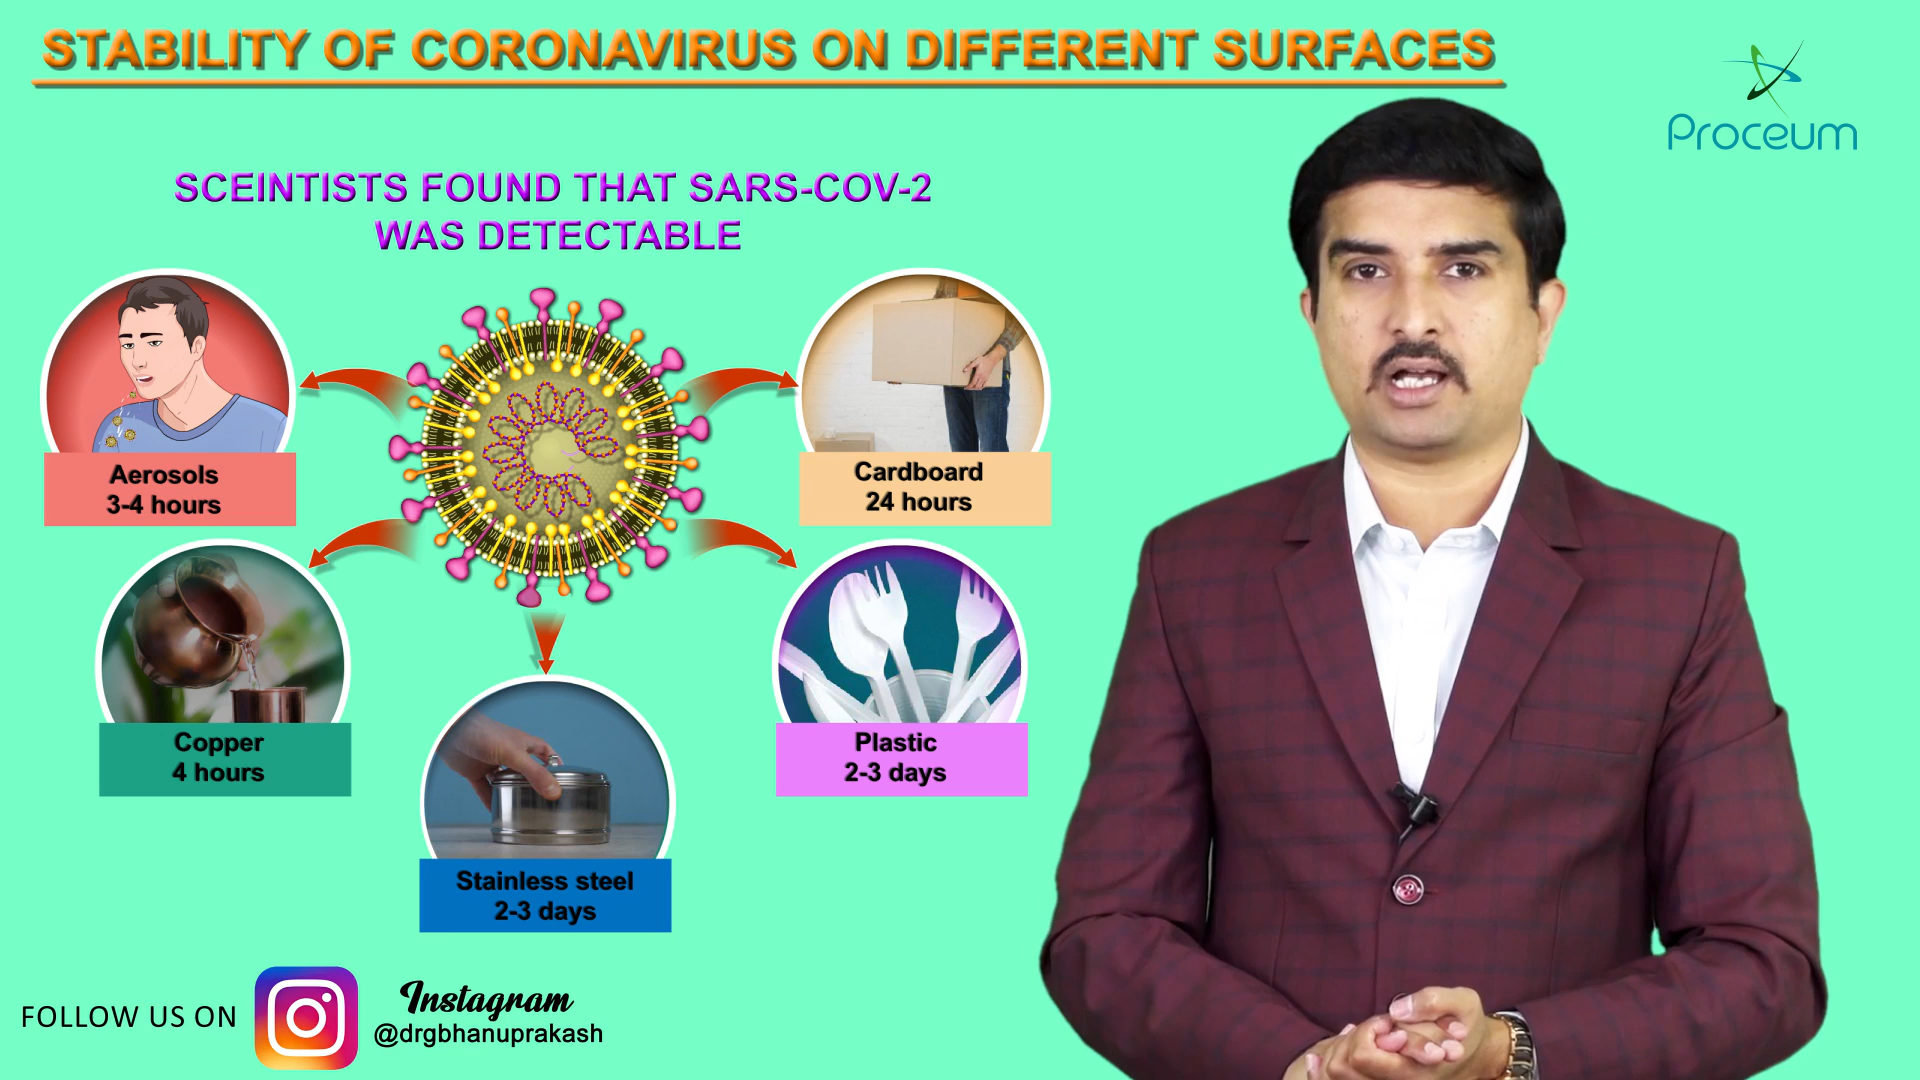 STABILITY OF CORONAVIRUS ON DIFFERENT SURFACES
Proceum
SCEINTISTS FOUND THAT SARS-COV-2
WAS DETECTABLE
Aerosols
3-4 hours
Cardboard
24 hours
Copper
4 hours
Plastic
2-3 days
Stainless steel
2-3 days
FOLLOW US ON
Instagram
@drgbhanuprakash